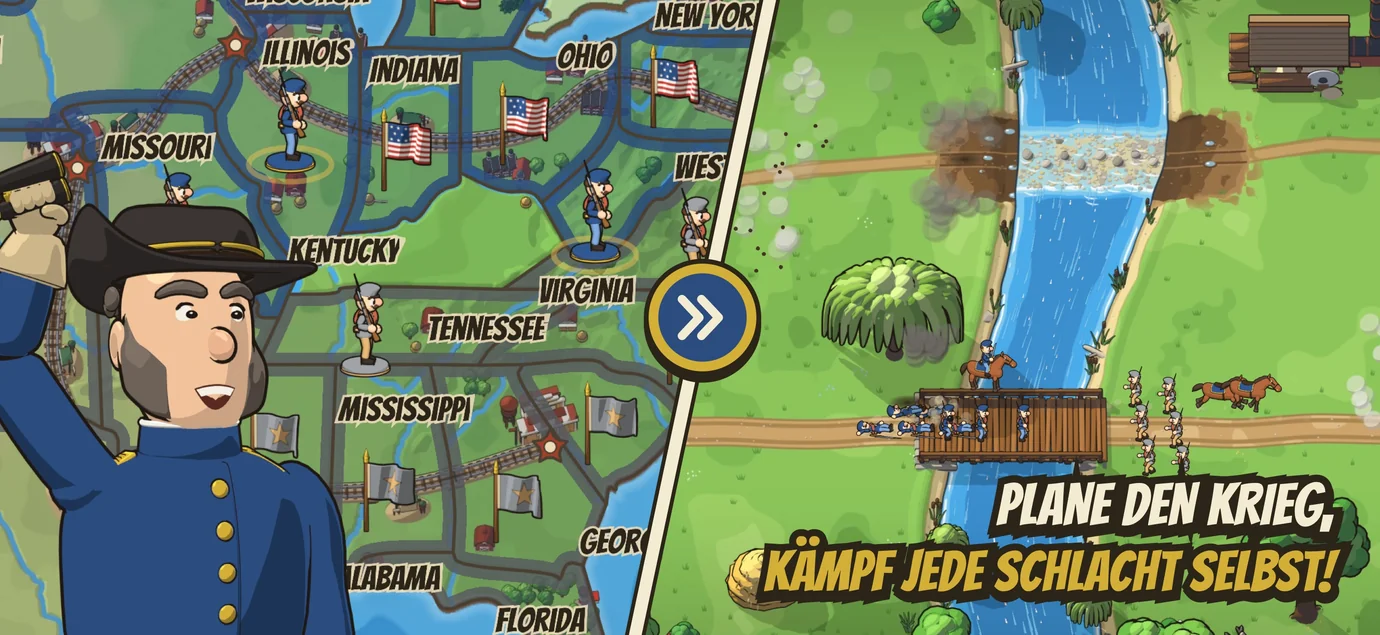 ILLINOIS
INDIANA
OHIO
NEW YOR
MISSOURI
WES
KENTUCKY
VIRGINIA
TENNESSEE
MISSISSIPPI
GEOR
ALABAMA
FLORIDA
PLANE DEN KRIEG,
KÄMPF JEDE SCHLACHT SELBST!